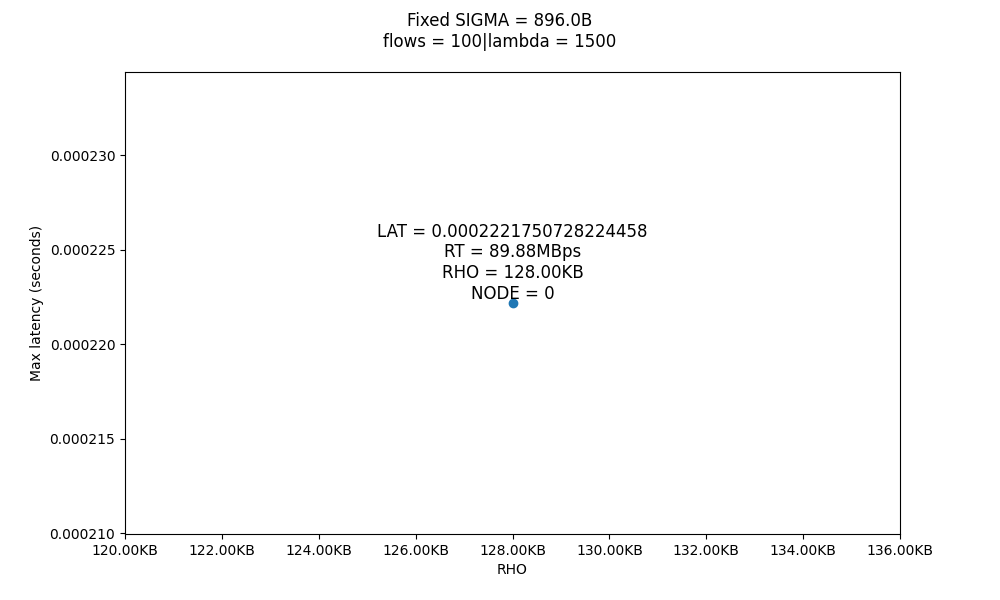 Fixed SIGMA = 896.0B
flows = 100|lambda = 1500
0.000230
0.000225
0.000220
0.000215
0.000210
Max latency (seconds)
LAT = 0.0002221750728224458
RT = 89.88MBps
RHO = 128.00KB
NODE = 0
120.00KB 122.00KB 124.00KB 126.00KB 128.00KB 130.00KB 132.00KB 134.00KB 136.00KB
RHO